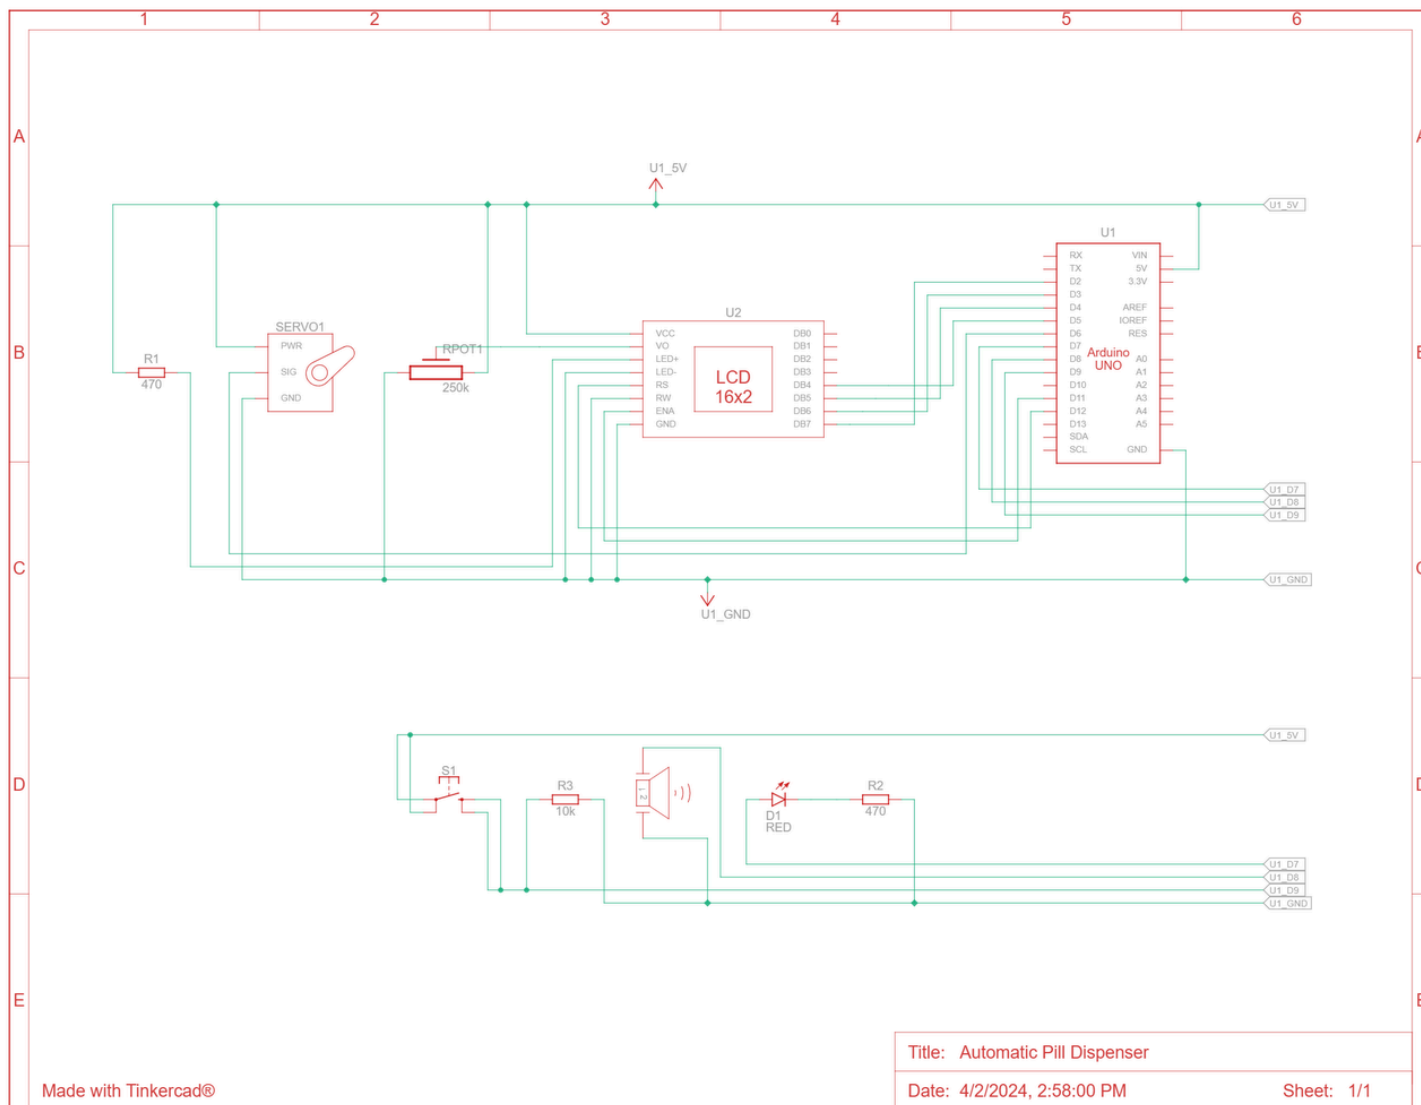 1 2 3 4 5 6
A A
U1_5V
U1_5V
U1
RX VIN
TX 5V
D2 3.3V
D3
D4 AREF
D5 IOREF
D6 RES
D7
D8 A0
D9 A1
D10 A2
D11 A3
D12 A4
D13 A5
SDA
SCL GND
Arduino
UNO
U2
VCC DB0
VO DB1
LED+ DB2
LED- DB3
RS DB4
RW DB5
ENA DB6
GND DB7
LCD
16x2
SERVO1
PWR
SIG
GND
RPOT1
250k
B
R1
470
U1_D7
U1_D8
U1_D9
C
U1_GND
U1_GND
U1_5V
S1
D
R3
10k
1 2
D1
RED
R2
470
U1_D7
U1_D8
U1_D9
U1_GND
E
Title: Automatic Pill Dispenser
Made with Tinkercad®
Date: 4/2/2024, 2:58:00 PM Sheet: 1/1